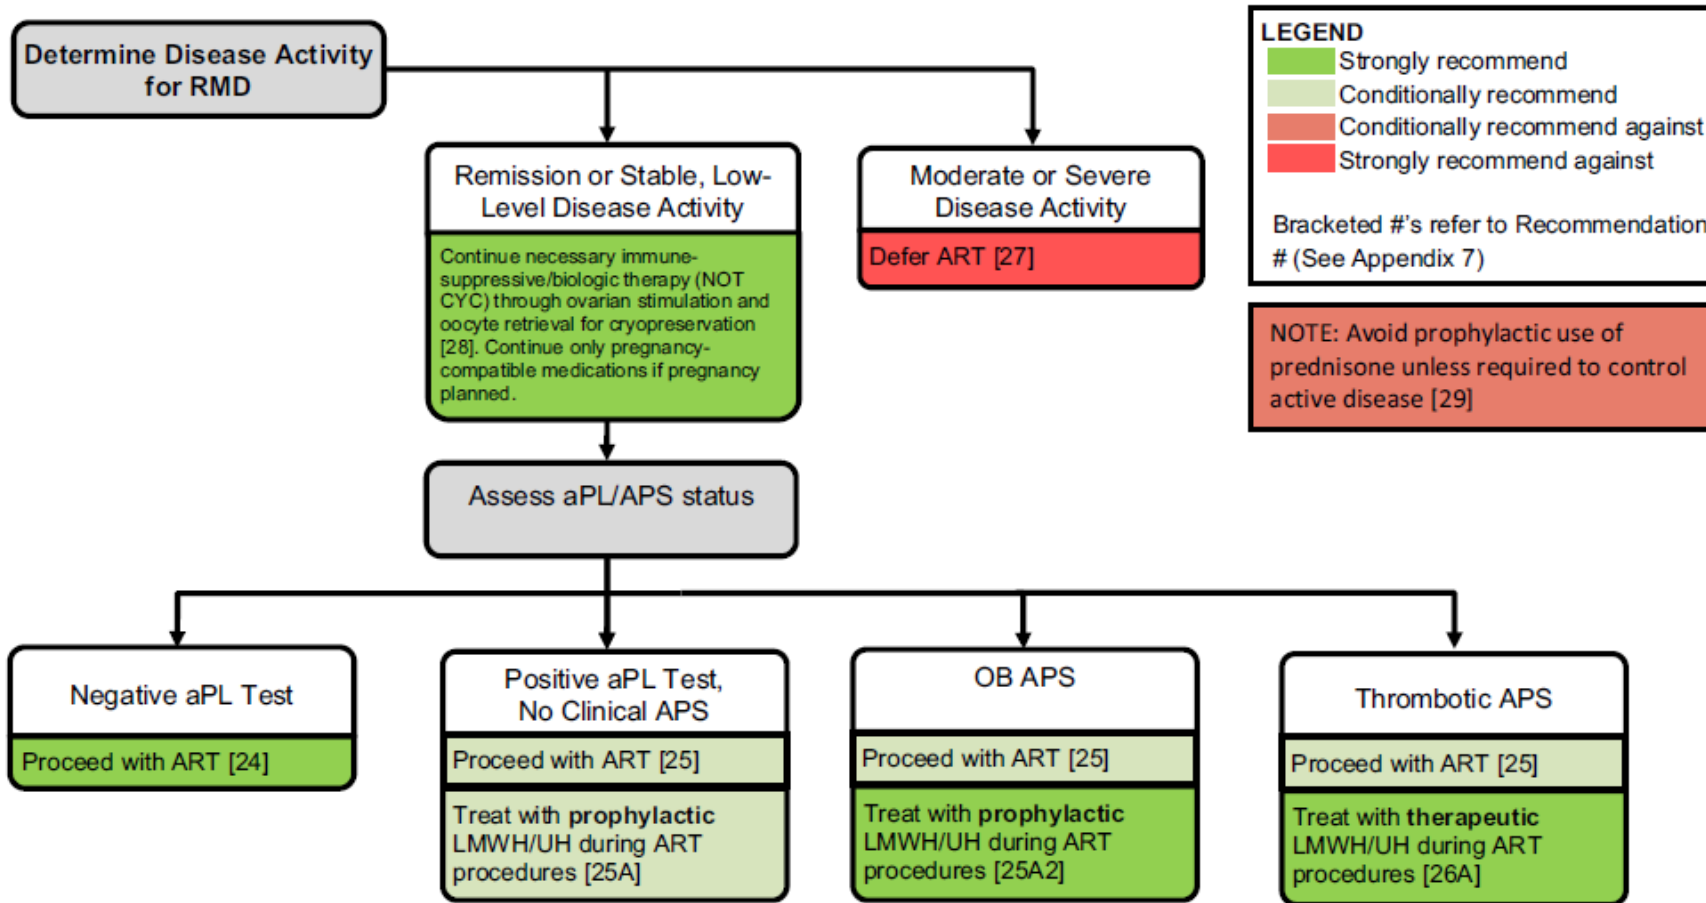 Determine Disease Activity
for RMD
Remission or Stable, Low-
Level Disease Activity
Continue necessary immune-
suppressive/biologic therapy (NOT
CYC) through ovarian stimulation and
oocyte retrieval for cryopreservation
[28]. Continue only pregnancy-
compatible medications if pregnancy
planned.
Moderate or Severe
Disease Activity
Defer ART [27]
LEGEND
Strongly recommend
Conditionally recommend
Conditionally recommend against
Strongly recommend against
Bracketed #'s refer to Recommendation
# (See Appendix 7)
NOTE: Avoid prophylactic use of
prednisone unless required to control
active disease [29]
Assess aPL/APS status
Negative aPL Test
Proceed with ART [24]
Positive aPL Test,
No Clinical APS
Proceed with ART [25]
Treat with prophylactic
LMWH/UH during ART
procedures [25A]
OB APS
Proceed with ART [25]
Treat with prophylactic
LMWH/UH during ART
procedures [25A2]
Thrombotic APS
Proceed with ART [25]
Treat with therapeutic
LMWH/UH during ART
procedures [26A]